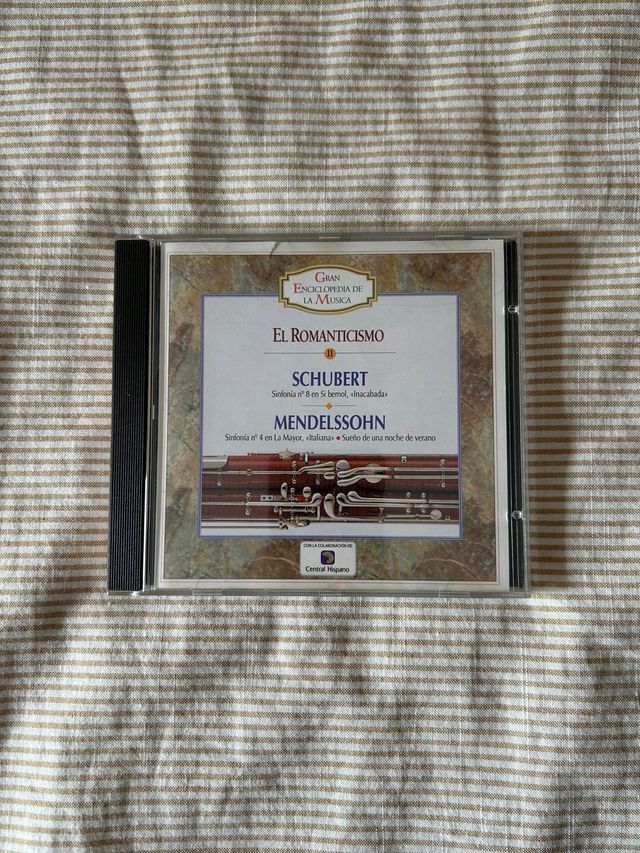 GRAN
ENCICLOPEDIA DE
LA MUSICA
EL ROMANTICISMO
II
SCHUBERT
Sinfonía nº 8 en Si bemol, «Inacabada»
MENDELSSOHN
Sinfonía nº 4 en La Mayor, «Italiana» • Sueño de una noche de verano
CON LA COLABORACIÓN DE
Central Hispano